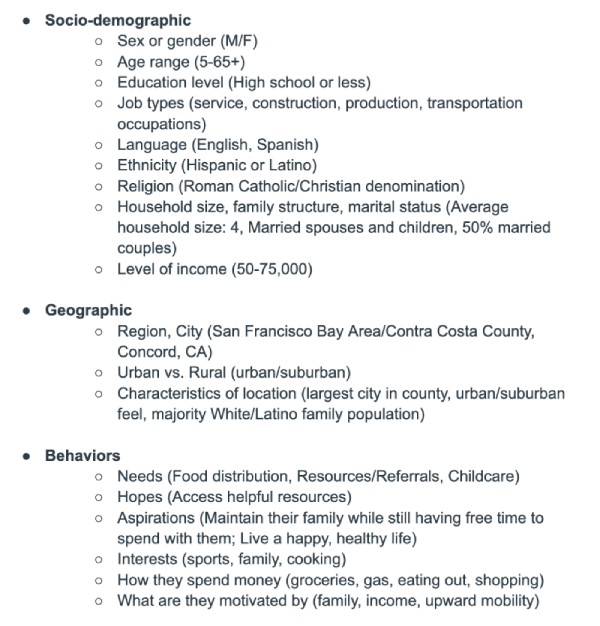 ● Socio-demographic
○ Sex or gender (M/F)
○ Age range (5-65+)
○ Education level (High school or less)
○ Job types (service, construction, production, transportation
occupations)
○ Language (English, Spanish)
○ Ethnicity (Hispanic or Latino)
○ Religion (Roman Catholic/Christian denomination)
○ Household size, family structure, marital status (Average
household size: 4, Married spouses and children, 50% married
couples)
○ Level of income (50-75,000)
● Geographic
○ Region, City (San Francisco Bay Area/Contra Costa County,
Concord, CA)
○ Urban vs. Rural (urban/suburban)
○ Characteristics of location (largest city in county, urban/suburban
feel, majority White/Latino family population)
● Behaviors
○ Needs (Food distribution, Resources/Referrals, Childcare)
○ Hopes (Access helpful resources)
○ Aspirations (Maintain their family while still having free time to
spend with them; Live a happy, healthy life)
○ Interests (sports, family, cooking)
○ How they spend money (groceries, gas, eating out, shopping)
○ What are they motivated by (family, income, upward mobility)